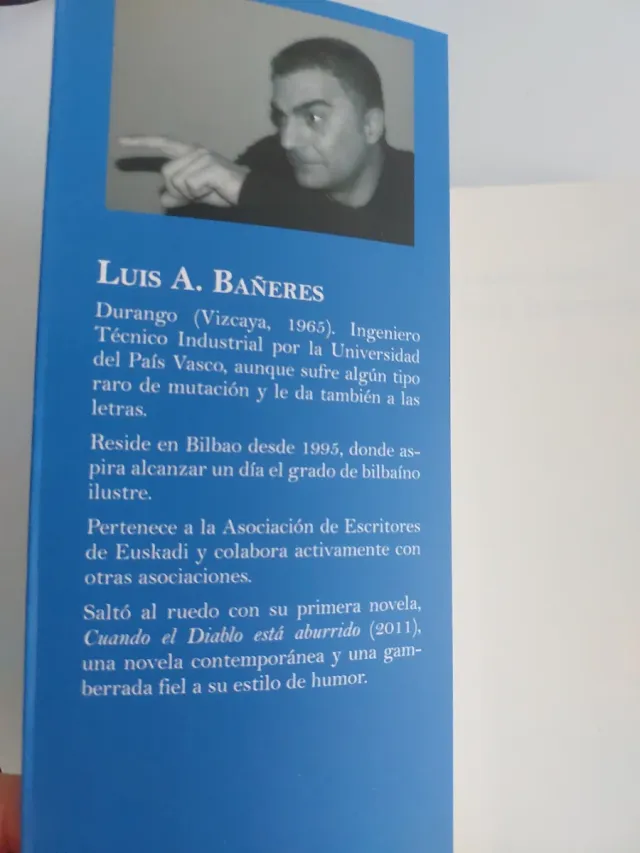 LUIS A. BAÑERES
Durango (Vizcaya, 1965). Ingeniero
Técnico Industrial por la Universidad
del País Vasco, aunque sufre algún tipo
raro de mutación y le da también a las
letras.
Reside en Bilbao desde 1995, donde as-
pira alcanzar un día el grado de bilbaíno
ilustre.
Pertenece a la Asociación de Escritores
de Euskadi y colabora activamente con
otras asociaciones.
Saltó al ruedo con su primera novela,
Cuando el Diablo está aburrido (2011),
una novela contemporánea y una gam-
berrada fiel a su estilo de humor.